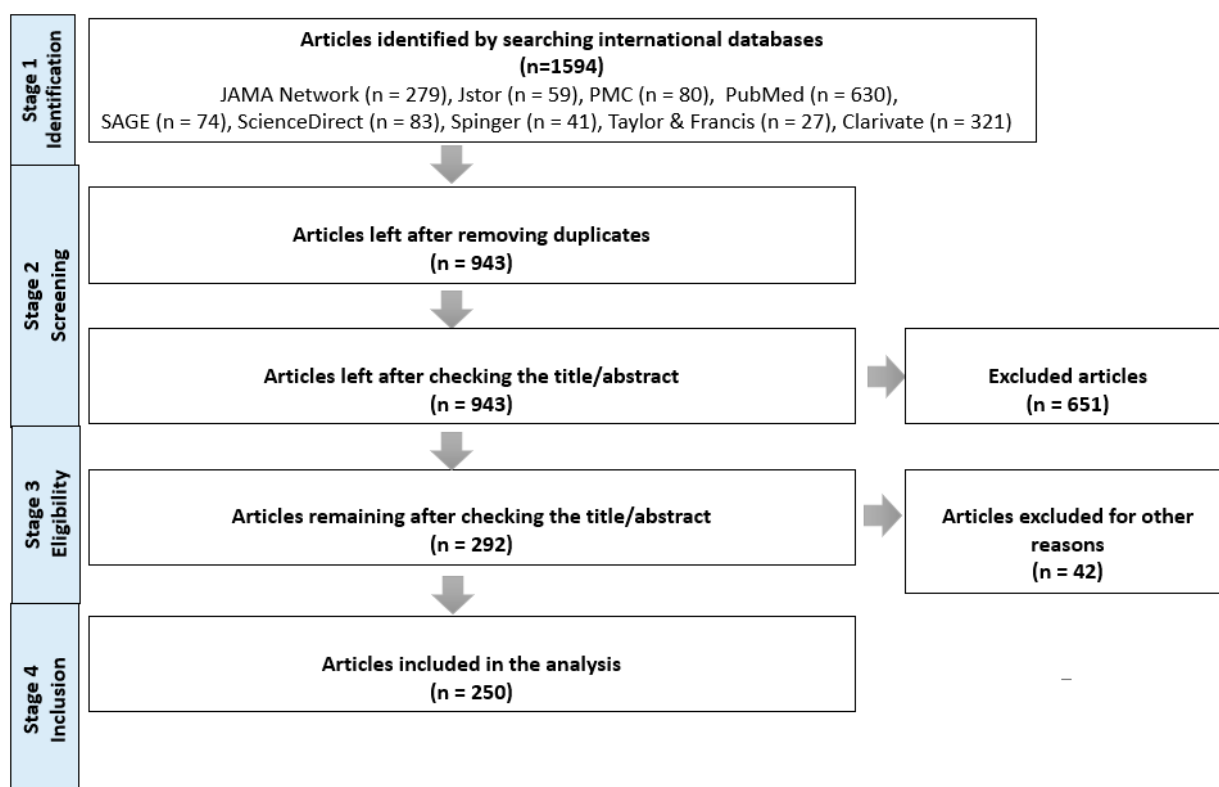 Stage 1
Identification
Articles identified by searching international databases
(n=1594)
JAMA Network (n = 279), Jstor (n = 59), PMC (n = 80),  PubMed (n = 630),
SAGE (n = 74), ScienceDirect (n = 83), Spinger (n = 41), Taylor & Francis (n = 27), Clarivate (n = 321)
Stage 2
Screening
Articles left after removing duplicates
(n = 943)
Articles left after checking the title/abstract
(n = 943)
Excluded articles
(n = 651)
Stage 3
Eligibility
Articles remaining after checking the title/abstract
(n = 292)
Articles excluded for other
reasons
(n = 42)
Stage 4
Inclusion
Articles included in the analysis
(n = 250)
–